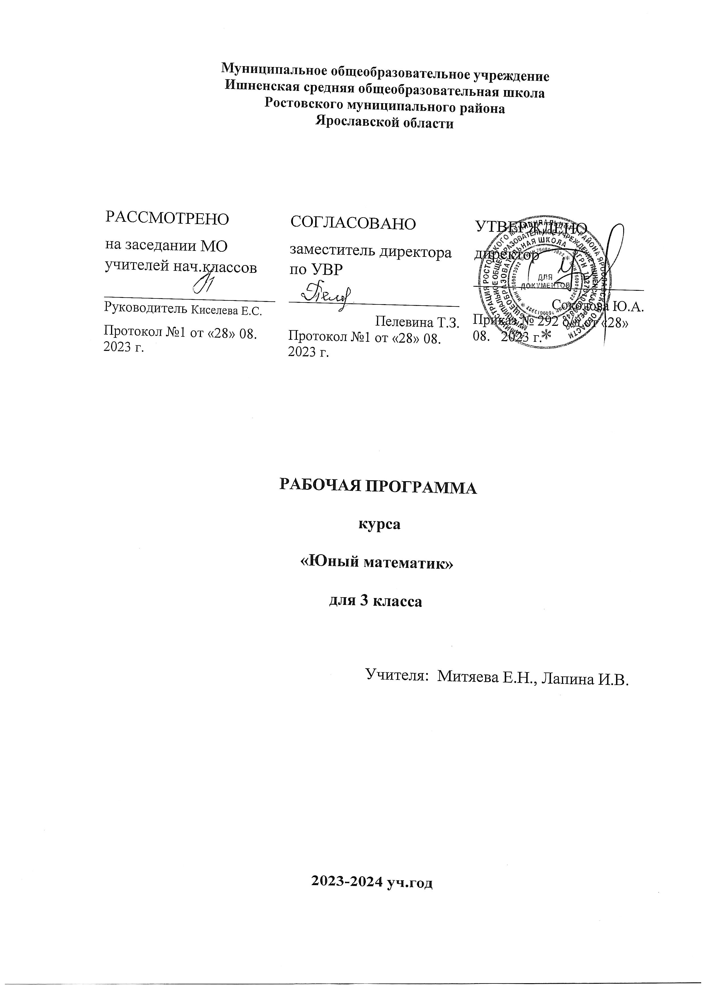 Муниципальное общеобразовательное учреждение
Ишненская средняя общеобразовательная школа
Ростовского муниципального района
Ярославской области
РАССМОТРЕНО
на заседании МО
учителей нач.классов
Руководитель Киселева Е.С.
Протокол №1 от «28» 08.
2023 г.
СОГЛАСОВАНО
заместитель директора
по УВР
Пелевина Т.З.
Протокол №1 от «28» 08.
2023 г.
УТВЕРЖДЕНО
директор
ДЛЯ
ДОКУМЕНТОВ
Соколова Ю.А.
Приказ № 292 о/д от «28»
08. 2023 г.
РАБОЧАЯ ПРОГРАММА
курса
«Юный математик»
для 3 класса
Учителя: Митяева Е.Н., Лапина И.В.
2023-2024 уч.год